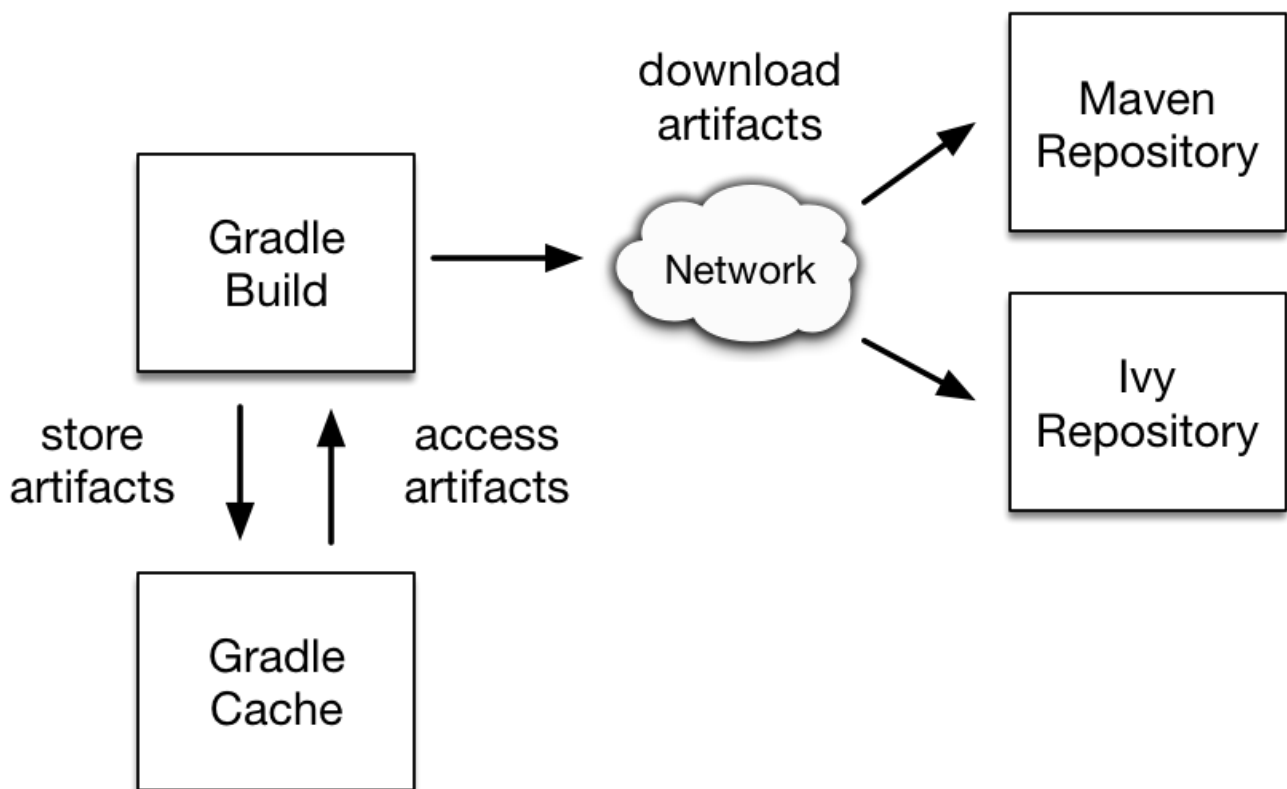 download
artifacts
Maven
Repository
Gradle
Build
Network
Ivy
Repository
store
artifacts
access
artifacts
Gradle
Cache